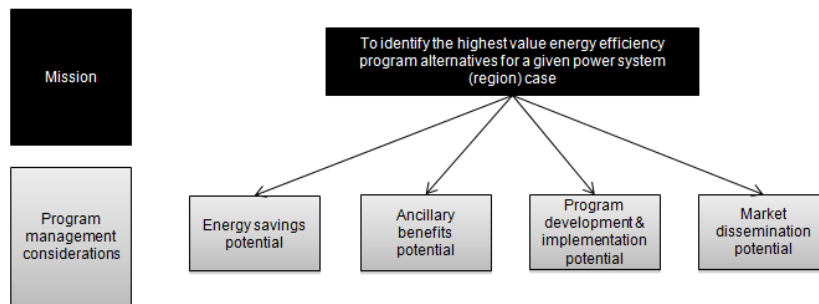 Mission
To identify the highest value energy efficiency
program alternatives for a given power system
(region) case
Program
management
considerations
Energy savings
potential
Ancillary
benefits
potential
Program
development &
implementation
potential
Market
dissemination
potential